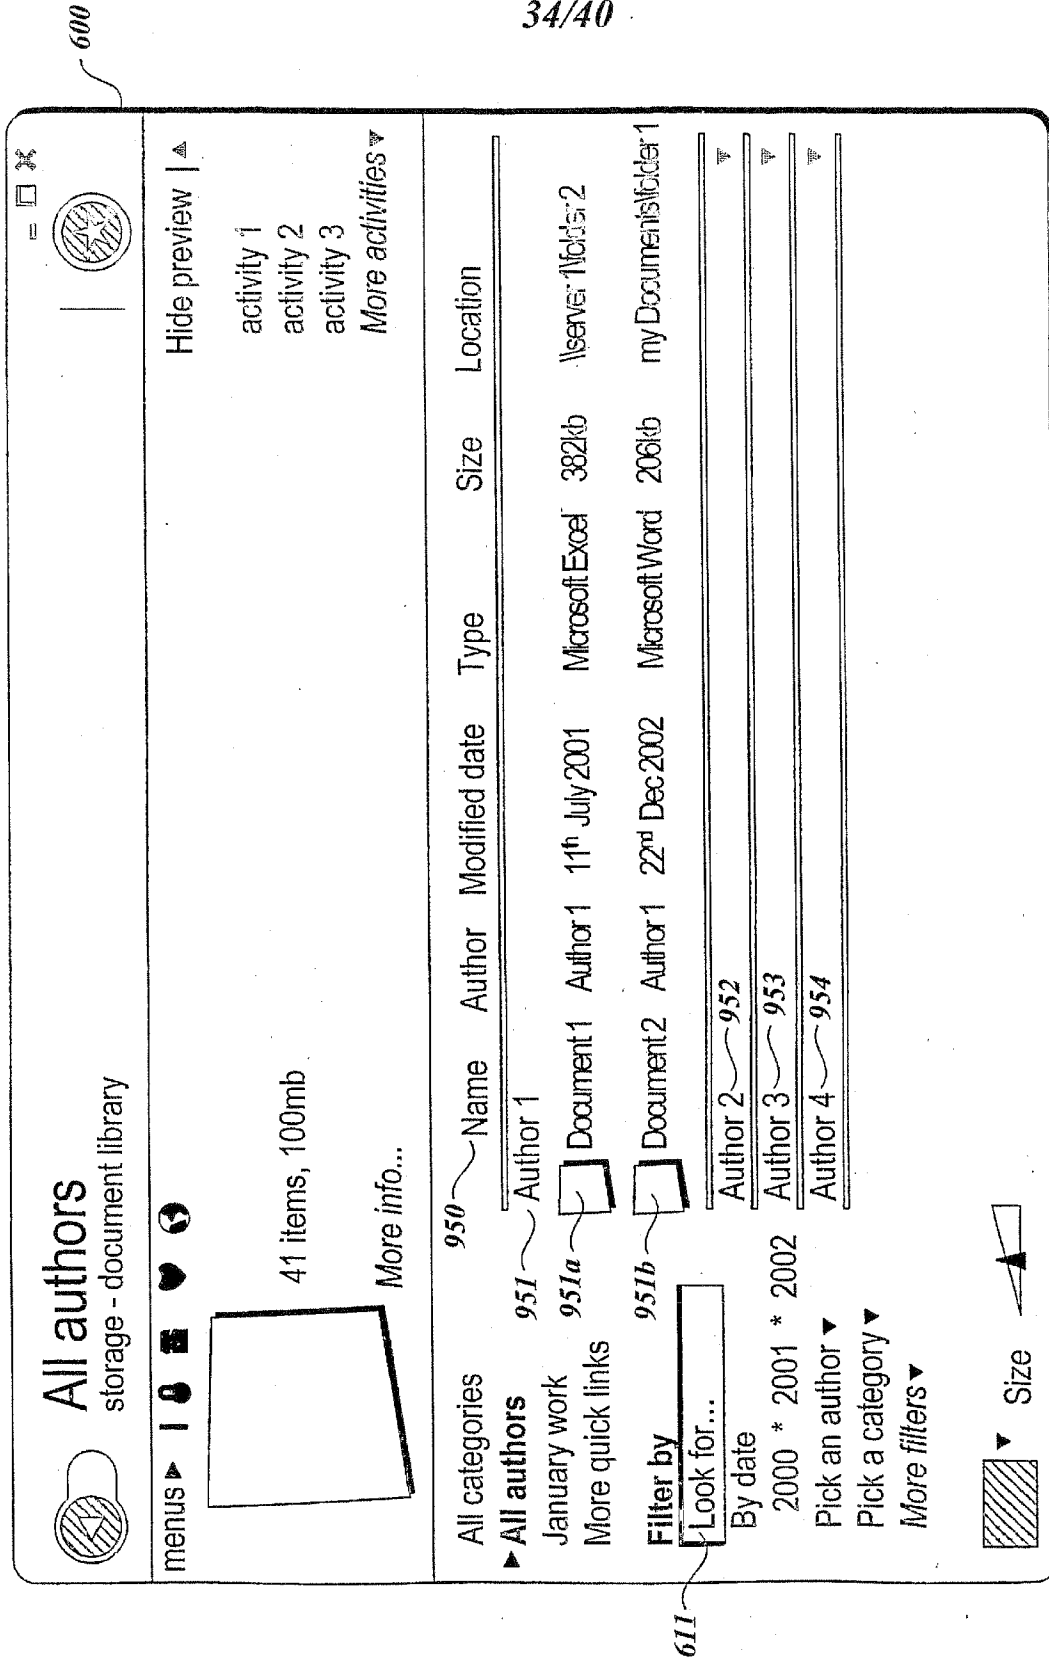 34/40
600
All authors
storage - document library
menus
Hide preview
41 items, 100mb
More info...
activity 1
activity 2
activity 3
More activities
All categories
All authors
January work
More quick links
Filter by
611
Look for...
By date
2000 * 2001 * 2002
Pick an author
Pick a category
More filters
Size
950
Name Author Modified date Type Size Location
951 Author 1
951a Document 1 Author 1 11th July 2001 Microsoft Excel 382kb \\server1\folder2
951b Document 2 Author 1 22nd Dec 2002 Microsoft Word 206kb my Documents\folder1
Author 2 952
Author 3 953
Author 4 954